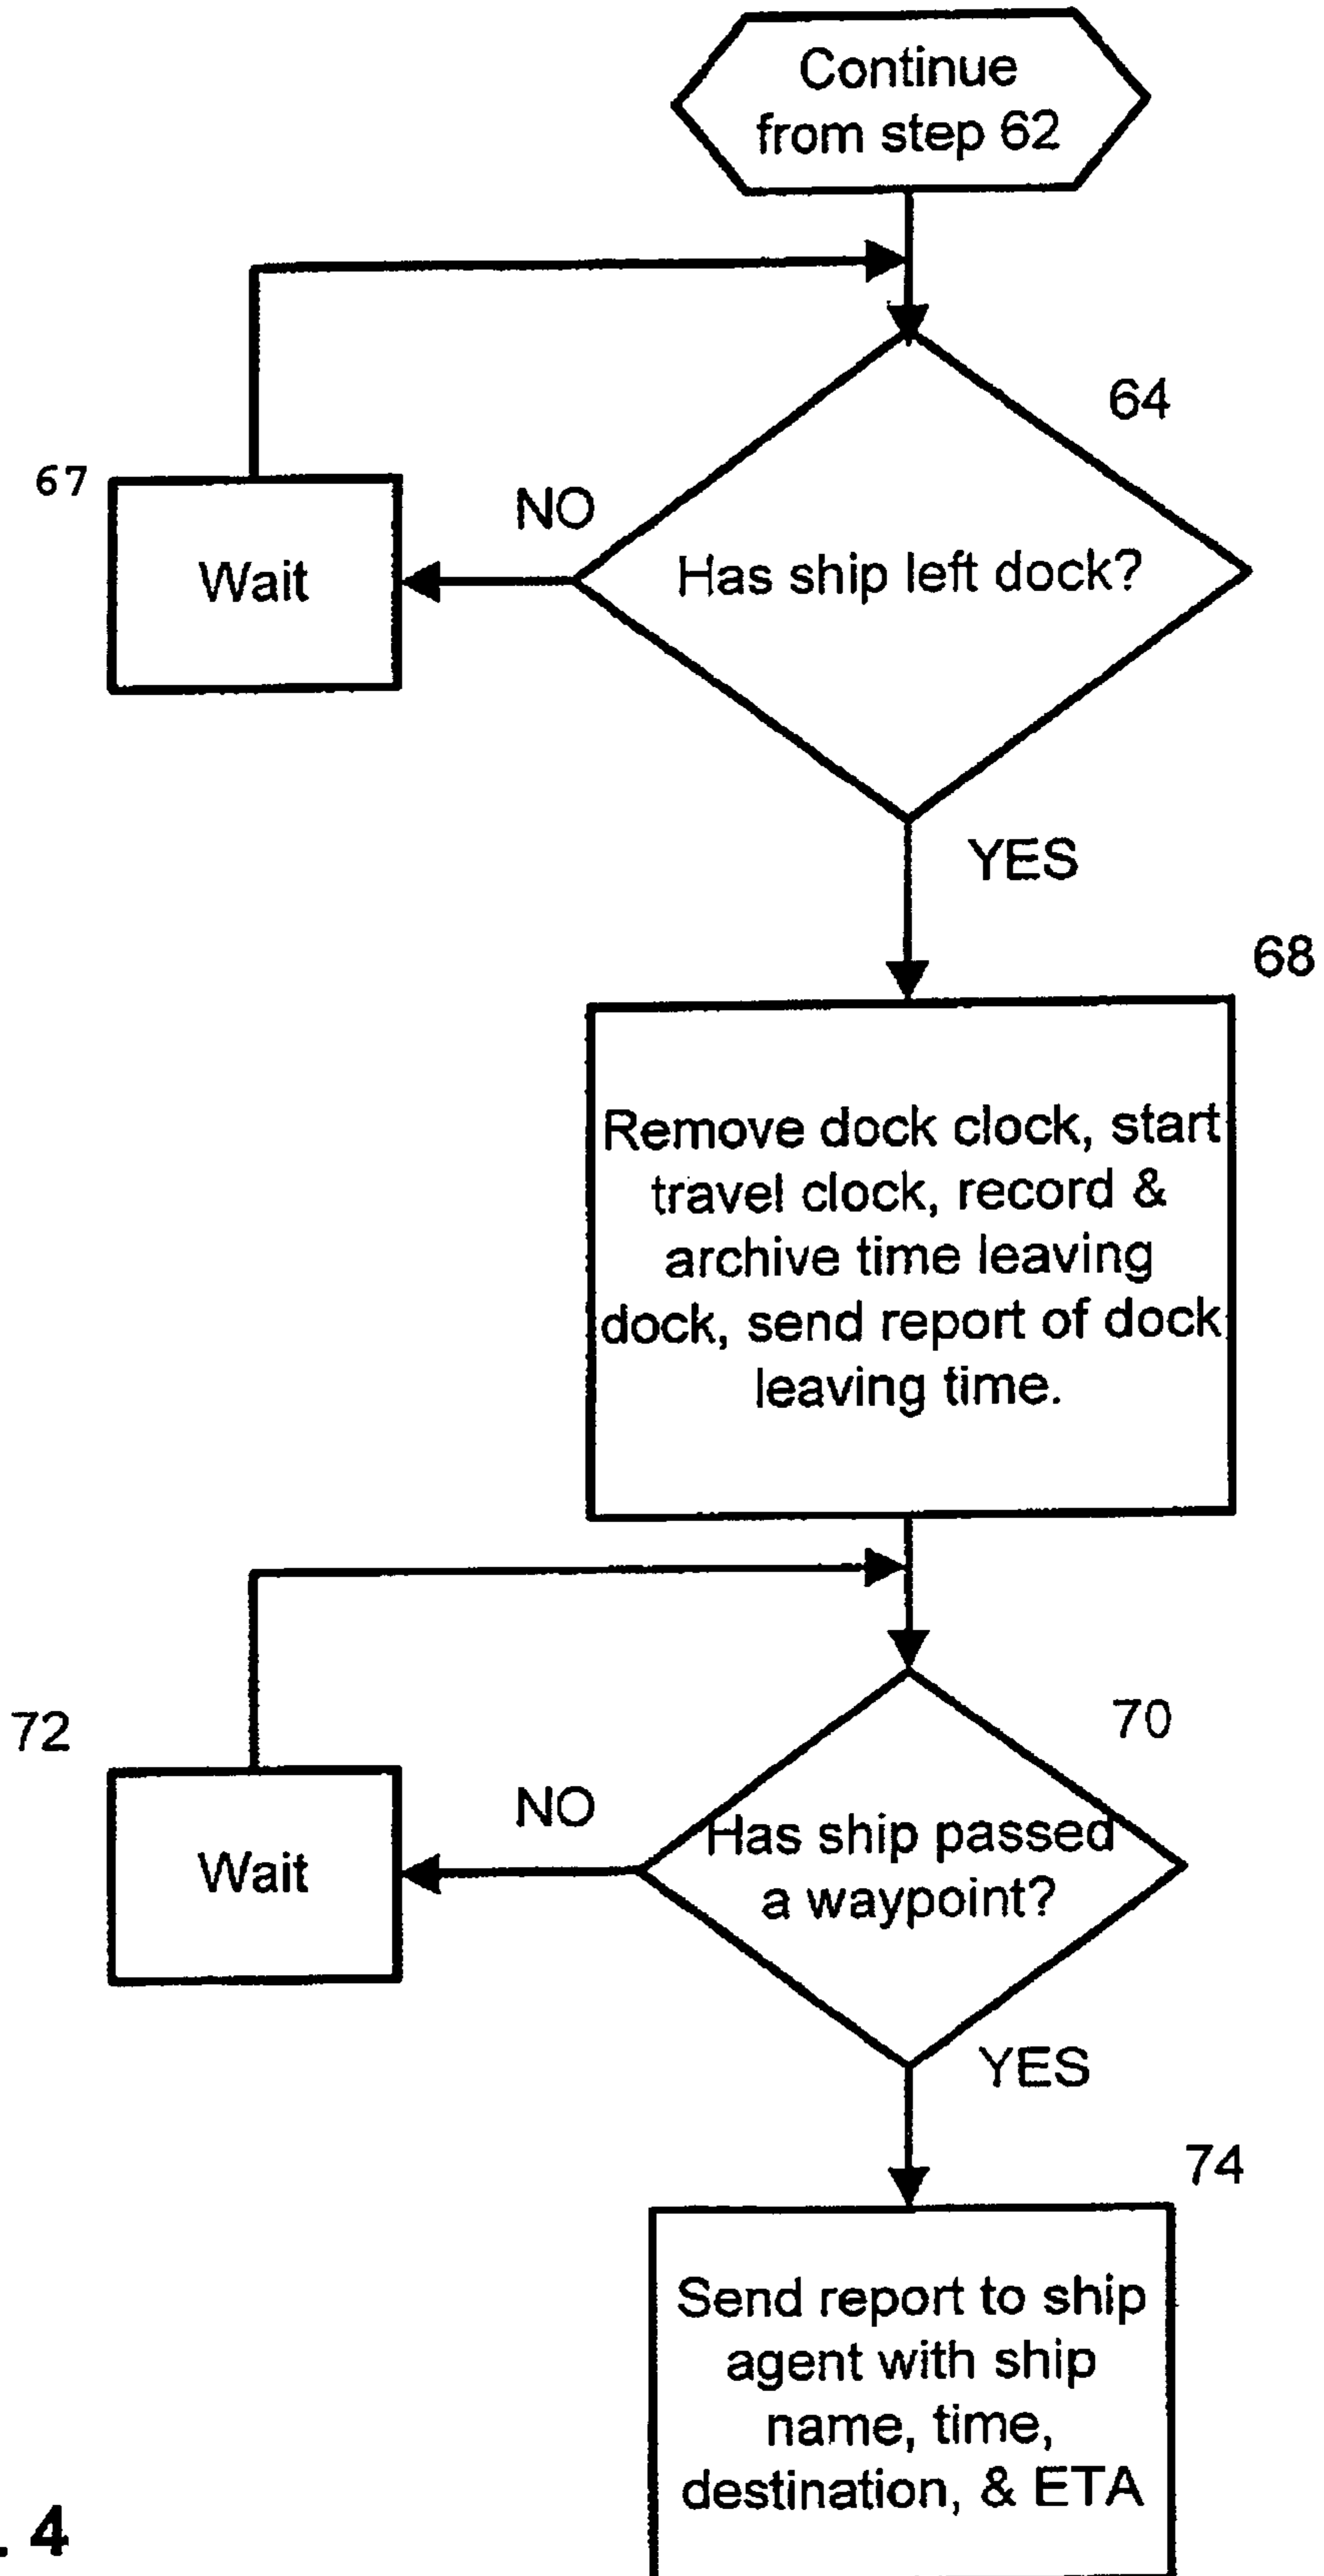 Continue
from step 62
64
67
NO
Wait
Has ship left dock?
YES
68
Remove dock clock, start
travel clock, record &
archive time leaving
dock, send report of dock
leaving time.
72
70
NO
Wait
Has ship passed
a waypoint?
YES
74
Send report to ship
agent with ship
name, time,
destination, & ETA
. 4